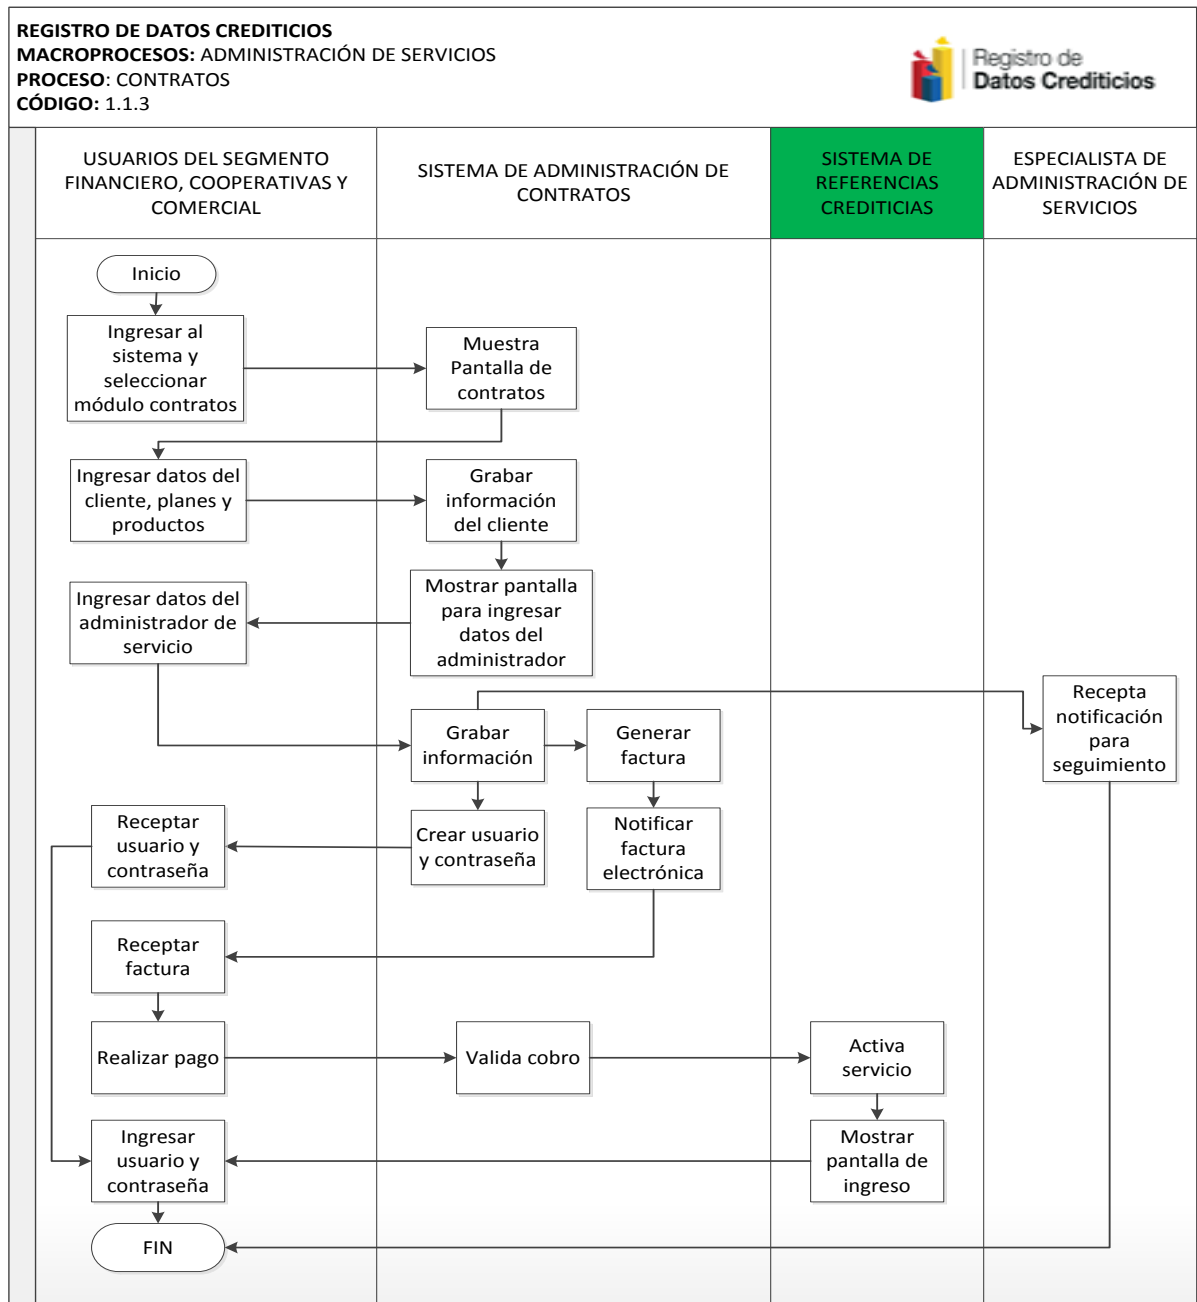 REGISTRO DE DATOS CREDITICIOS
MACROPROCESOS: ADMINISTRACIÓN DE SERVICIOS
PROCESO: CONTRATOS
CÓDIGO: 1.1.3
Registro de
Datos Crediticios
USUARIOS DEL SEGMENTO
FINANCIERO, COOPERATIVAS Y
COMERCIAL
SISTEMA DE ADMINISTRACIÓN DE
CONTRATOS
SISTEMA DE
REFERENCIAS
CREDITICIAS
ESPECIALISTA DE
ADMINISTRACIÓN DE
SERVICIOS
Inicio
Ingresar al
sistema y
seleccionar
módulo contratos
Muestra
Pantalla de
contratos
Ingresar datos del
cliente, planes y
productos
Grabar
información
del cliente
Mostrar pantalla
para ingresar
datos del
administrador
Ingresar datos del
administrador de
servicio
Grabar
información
Generar
factura
Recepta
notificación
para
seguimiento
Crear usuario
y contraseña
Notificar
factura
electrónica
Receptar
usuario y
contraseña
Receptar
factura
Realizar pago
Valida cobro
Activa
servicio
Mostrar
pantalla de
ingreso
Ingresar
usuario y
contraseña
FIN